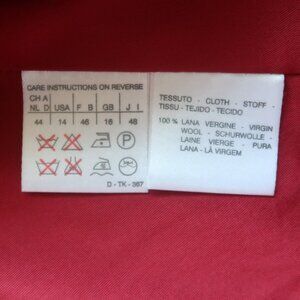 CARE INSTRUCTIONS ON REVERSE
CH A
NL D USA F B GB J I
44 14 46 16 48
P
D - TK - 367
TESSUTO - CLOTH - STOFF -
TISSU - TEJIDO - TECIDO
100 % LANA VERGINE - VIRGIN
WOOL - SCHURWOLLE -
LAINE VIERGE - PURA
LANA - LÃ VIRGEM